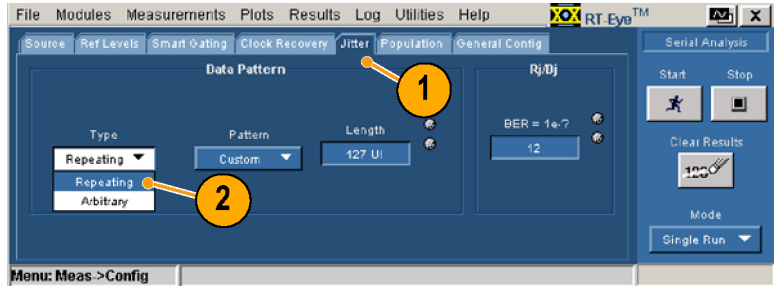 File Modules Measurements Plots Results Log Utilities Help RT-Eye™ X
Source Ref Levels Smart Gating Clock Recovery Jitter Population General Config
Serial Analysis
Data Pattern
Rj/Dj
1
Start Stop
Type Pattern Length
BER = 1e-?
Repeating Custom 127 UI
12
Clear Results
Repeating
Arbitrary
2
123
Mode
Single Run
Menu: Meas->Config